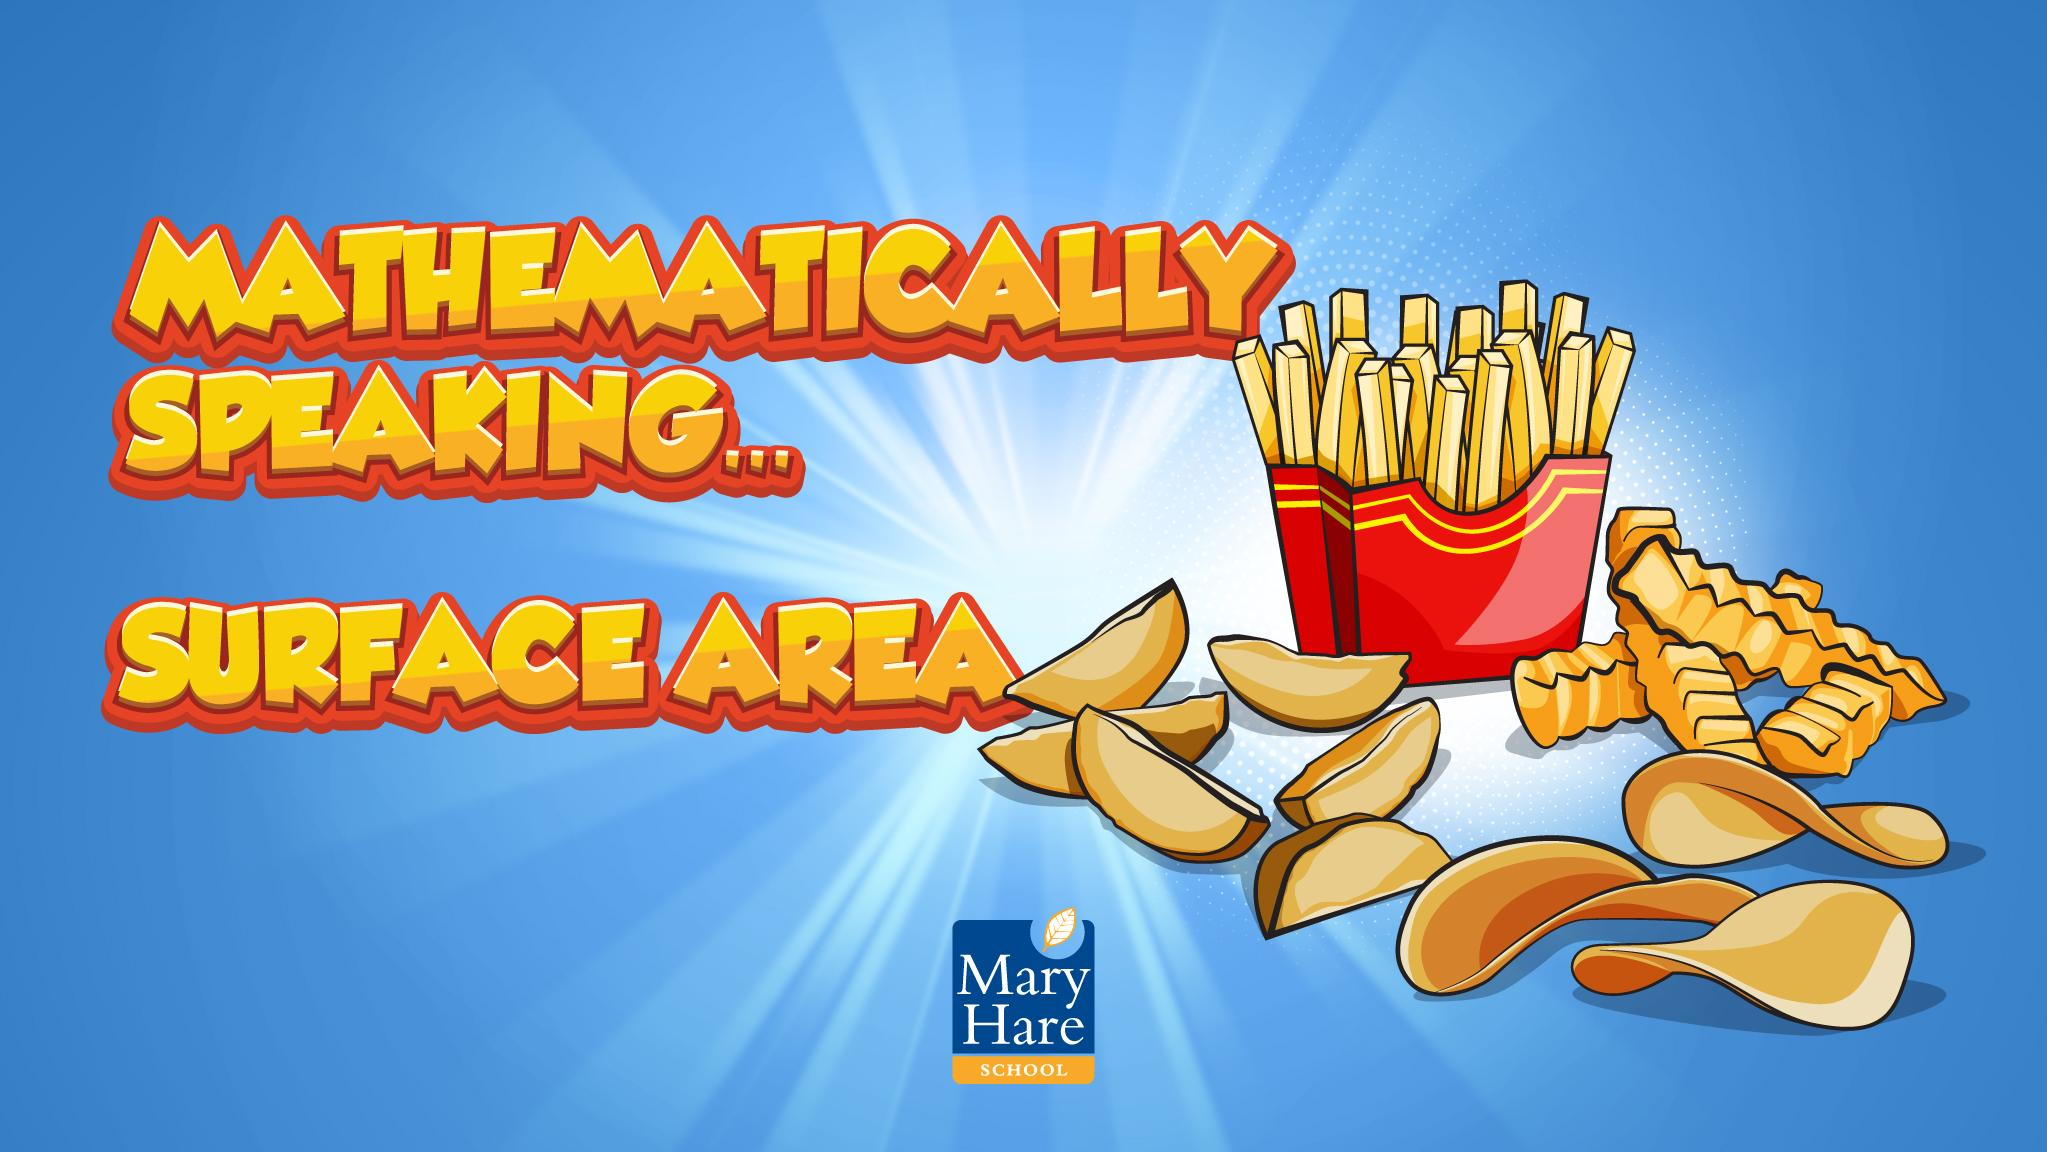 MATHEMATICALLY
SPEAKING...
SURFACE AREA
Mary
Hare
SCHOOL